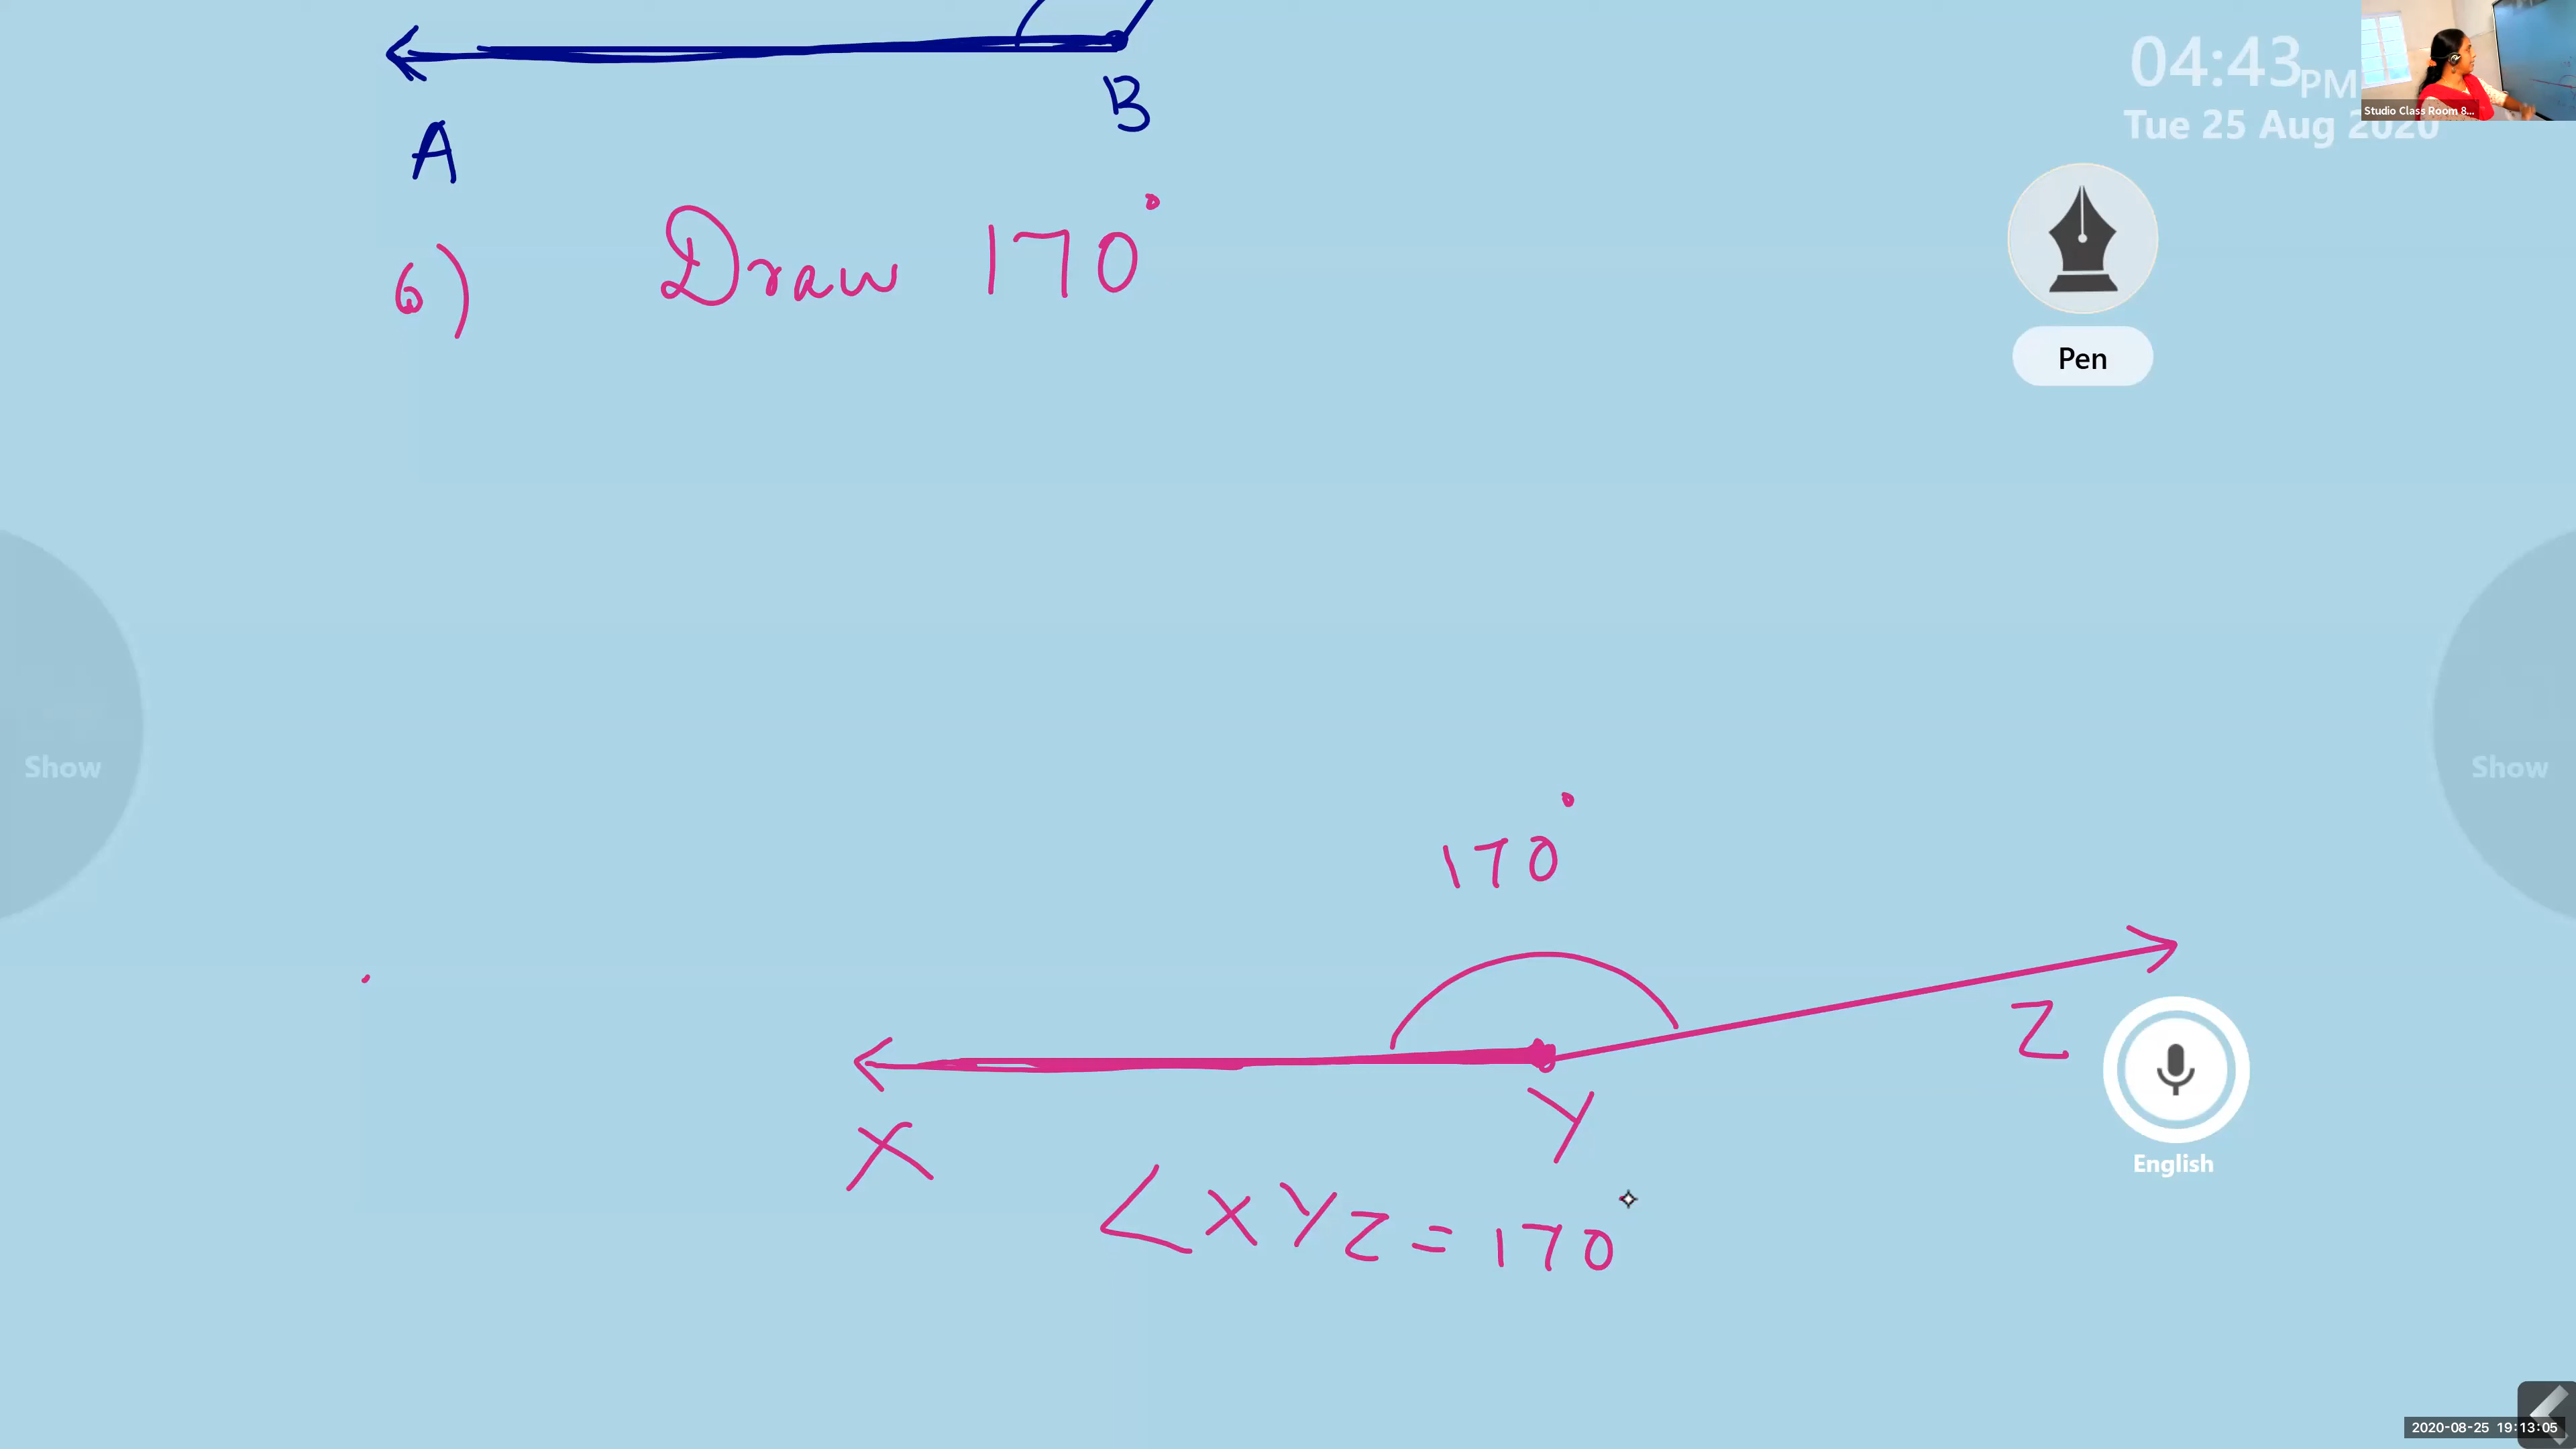 04:43PM
Studio Class Room 8...
Tue 25 Aug 2020
B
A
6) Draw 170°
Pen
Show
Show
170°
Z
X
Y
English
∠XYZ = 170
2020-08-25 19:13:05